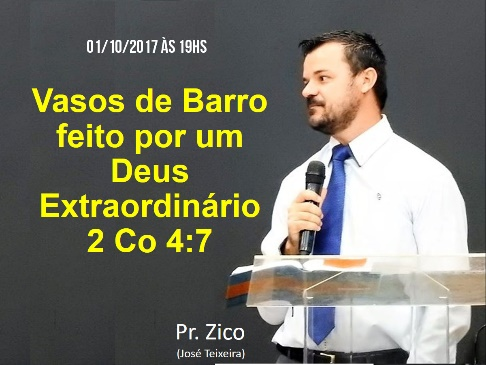 01/10/2017 ÀS 19HS
Vasos de Barro
feito por um
Deus
Extraordinário
2 Co 4:7
Pr. Zico
(José Teixeira)